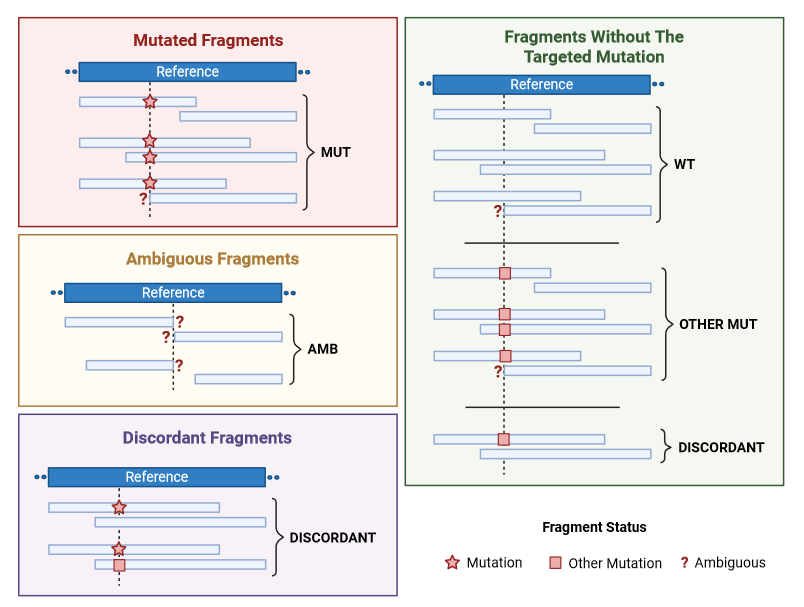 Mutated Fragments
Reference
MUT
?
Ambiguous Fragments
Reference
?
?
AMB
?
Discordant Fragments
Reference
DISCORDANT
Fragments Without The
Targeted Mutation
Reference
WT
?
OTHER MUT
?
DISCORDANT
Fragment Status
Mutation
Other Mutation
? Ambiguous